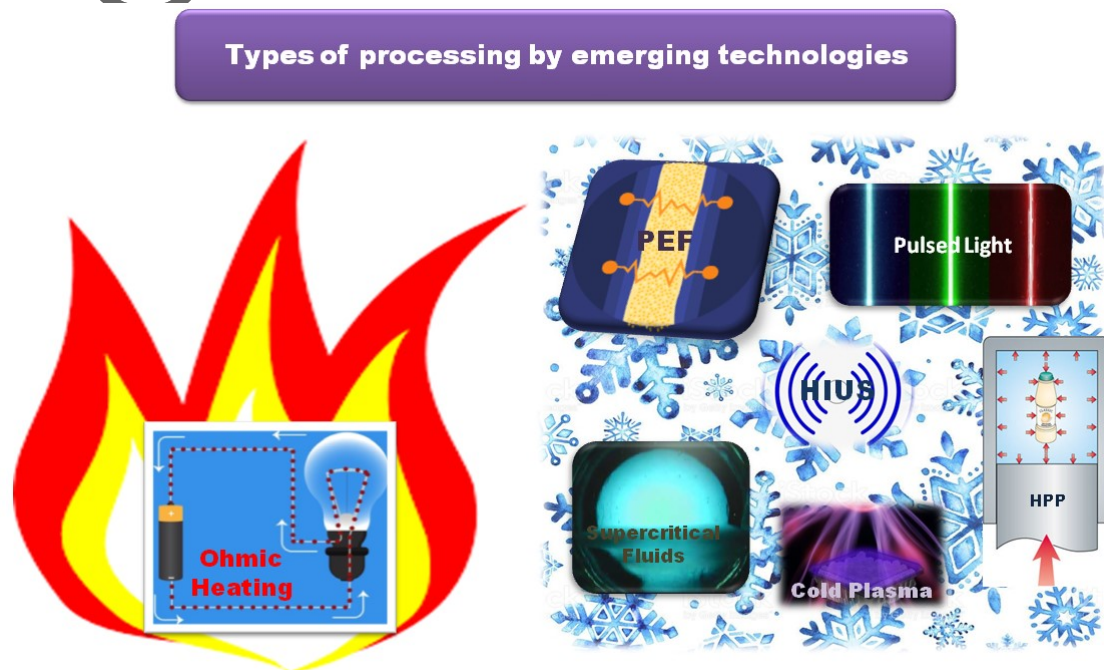 Types of processing by emerging technologies
PEF
Pulsed Light
HIUS
HPP
Ohmic
Heating
Supercritical
Fluids
Cold Plasma